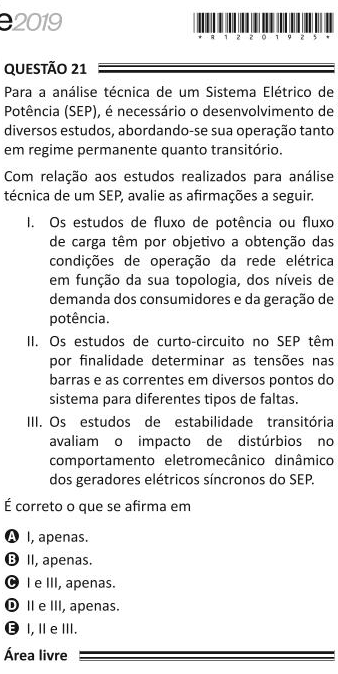 e2019
* R 1 2 2 0 1 9 2 5 *
QUESTÃO 21
Para a análise técnica de um Sistema Elétrico de
Potência (SEP), é necessário o desenvolvimento de
diversos estudos, abordando-se sua operação tanto
em regime permanente quanto transitório.
Com relação aos estudos realizados para análise
técnica de um SEP, avalie as afirmações a seguir.
I. Os estudos de fluxo de potência ou fluxo
de carga têm por objetivo a obtenção das
condições de operação da rede elétrica
em função da sua topologia, dos níveis de
demanda dos consumidores e da geração de
potência.
II. Os estudos de curto-circuito no SEP têm
por finalidade determinar as tensões nas
barras e as correntes em diversos pontos do
sistema para diferentes tipos de faltas.
III. Os estudos de estabilidade transitória
avaliam o impacto de distúrbios no
comportamento eletromecânico dinâmico
dos geradores elétricos síncronos do SEP.
É correto o que se afirma em
A I, apenas.
B II, apenas.
C I e III, apenas.
D II e III, apenas.
E I, II e III.
Área livre